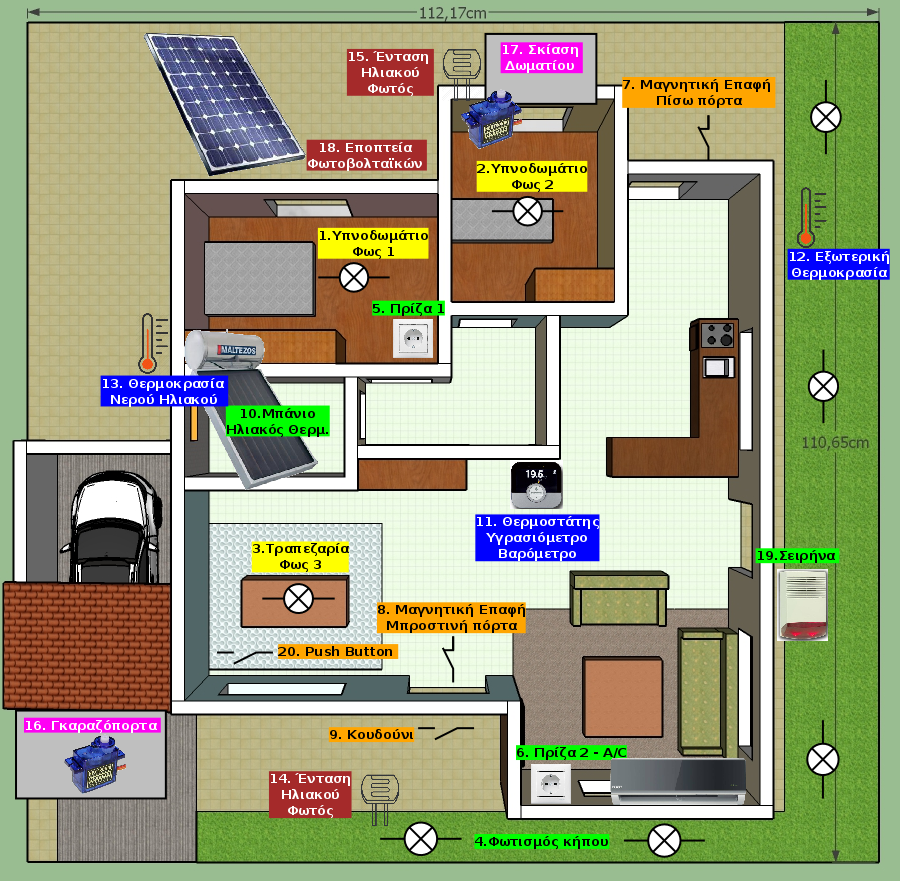 112,17cm
15. Ένταση
Ηλιακού
Φωτός
17. Σκίαση
Δωματίου
7. Μαγνητική Επαφή
Πίσω πόρτα
18. Εποπτεία
Φωτοβολταϊκών
2.Υπνοδωμάτιο
Φως 2
1.Υπνοδωμάτιο
Φως 1
12. Εξωτερική
Θερμοκρασία
5. Πρίζα 1
MALTEZOS
13. Θερμοκρασία
Νερού Ηλιακού
10.Μπάνιο
Ηλιακός Θερμ.
110,65cm
19.5
11. Θερμοστάτης
Υγρασιόμετρο
Βαρόμετρο
3.Τραπεζαρία
Φως 3
19.Σειρήνα
8. Μαγνητική Επαφή
Μπροστινή πόρτα
20. Push Button
16. Γκαραζόπορτα
9. Κουδούνι
6. Πρίζα 2 - A/C
14. Ένταση
Ηλιακού
Φωτός
4.Φωτισμός κήπου